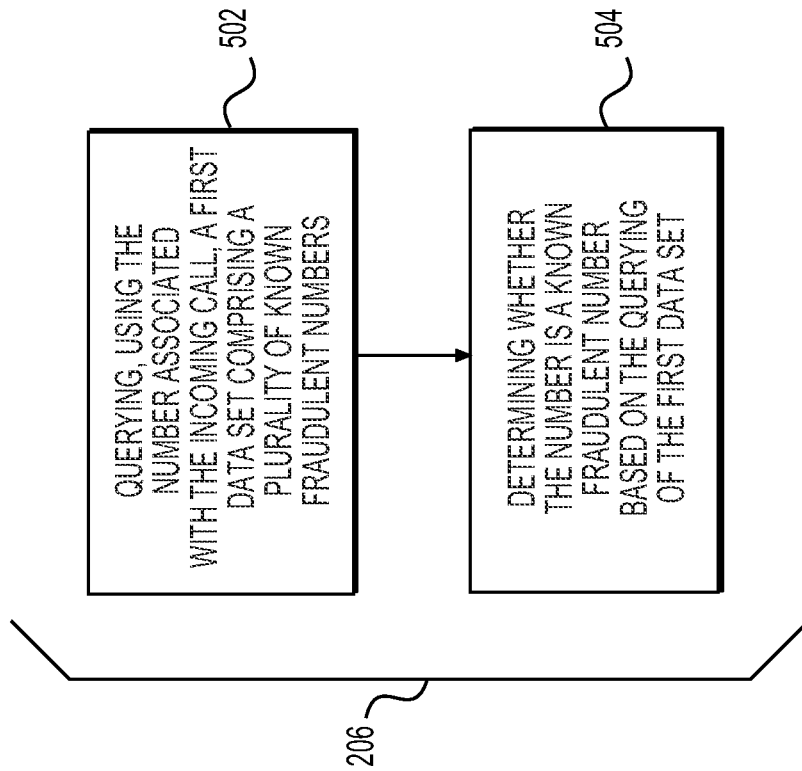 206
502
QUERYING, USING THE
NUMBER ASSOCIATED
WITH THE INCOMING CALL, A FIRST
DATA SET COMPRISING A
PLURALITY OF KNOWN
FRAUDULENT NUMBERS
504
DETERMINING WHETHER
THE NUMBER IS A KNOWN
FRAUDULENT NUMBER
BASED ON THE QUERYING
OF THE FIRST DATA SET